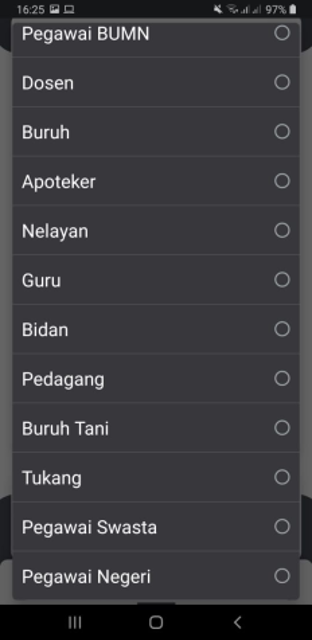 16:25 97%
Pegawai BUMN
Dosen
Buruh
Apoteker
Nelayan
Guru
Bidan
Pedagang
Buruh Tani
Tukang
Pegawai Swasta
Pegawai Negeri